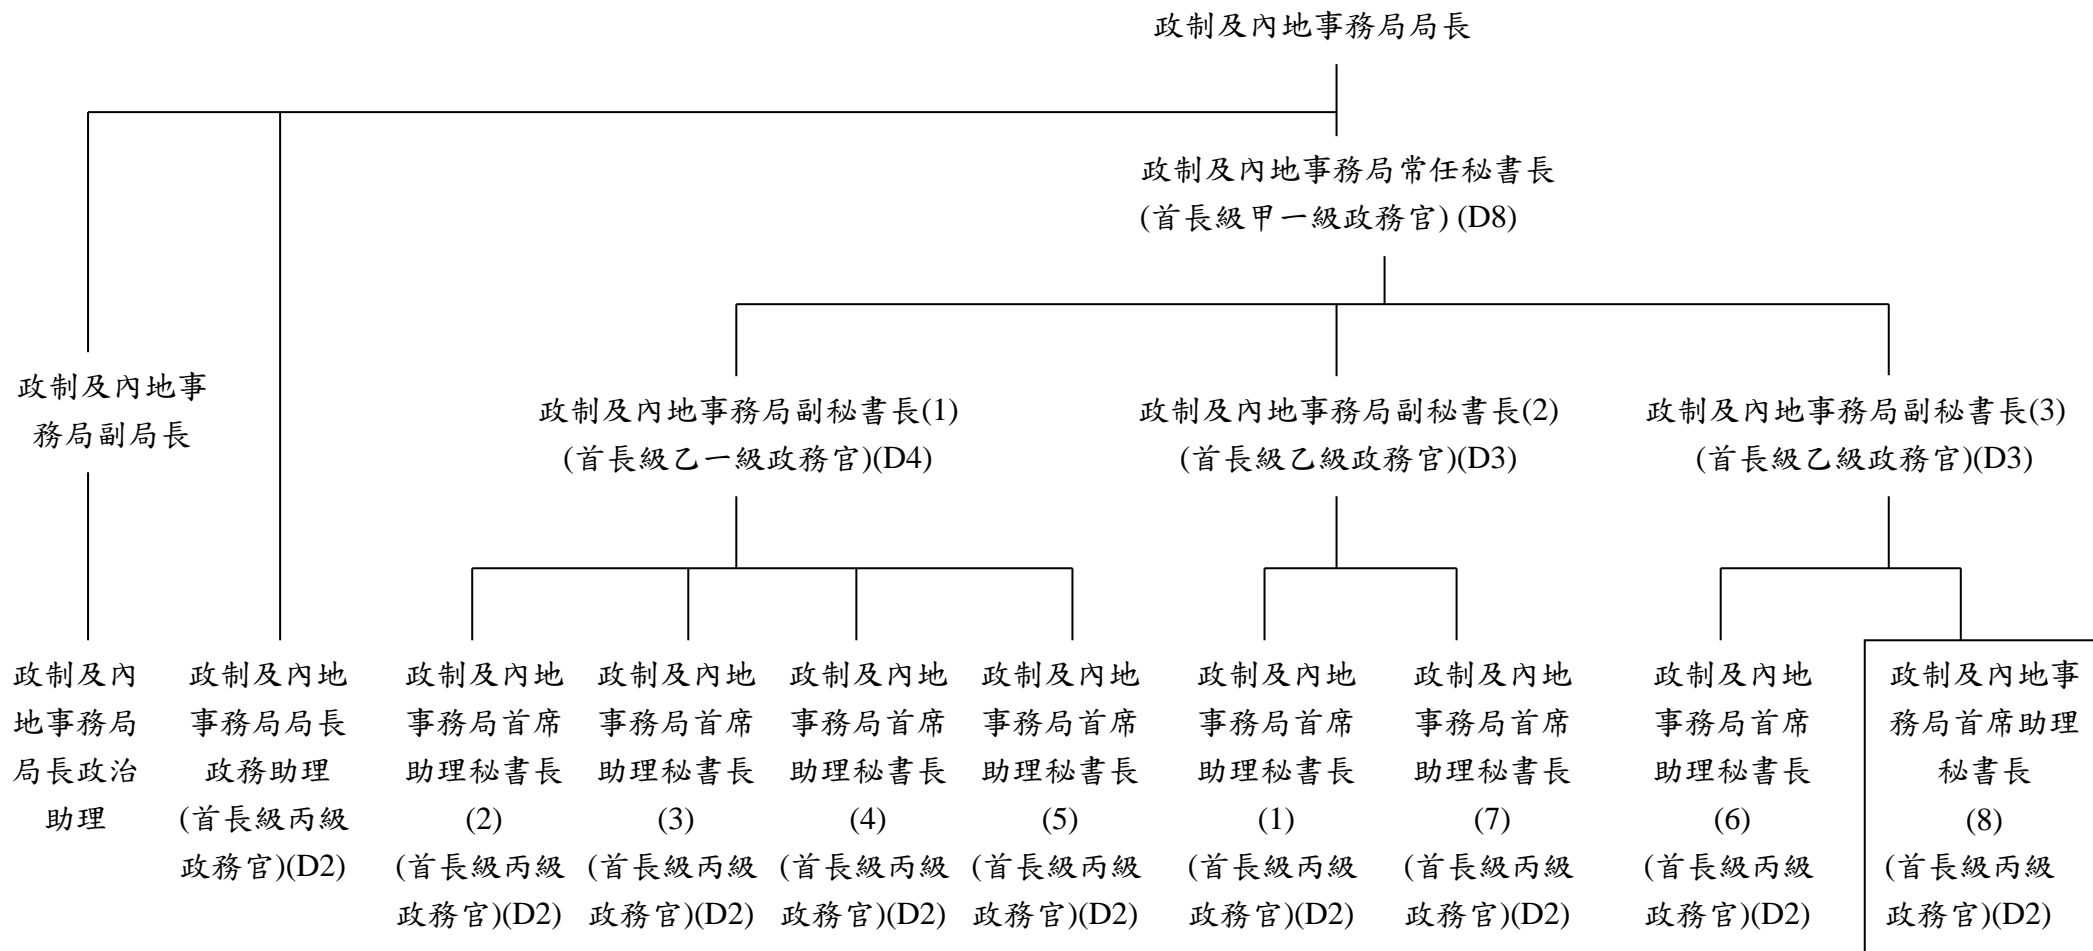 政制及內地事務局局長
政制及內地事務局常任秘書長
(首長級甲一級政務官) (D8)
政制及內地事
務局副局長
政制及內地事務局副秘書長(1)
(首長級乙一級政務官)(D4)
政制及內地事務局副秘書長(2)
(首長級乙級政務官)(D3)
政制及內地事務局副秘書長(3)
(首長級乙級政務官)(D3)
政制及內
地事務局
局長政治
助理
政制及內地
事務局局長
政務助理
(首長級丙級
政務官)(D2)
政制及內地
事務局首席
助理秘書長
(2)
(首長級丙級
政務官)(D2)
政制及內地
事務局首席
助理秘書長
(3)
(首長級丙級
政務官)(D2)
政制及內地
事務局首席
助理秘書長
(4)
(首長級丙級
政務官)(D2)
政制及內地
事務局首席
助理秘書長
(5)
(首長級丙級
政務官)(D2)
政制及內地
事務局首席
助理秘書長
(1)
(首長級丙級
政務官)(D2)
政制及內地
事務局首席
助理秘書長
(7)
(首長級丙級
政務官)(D2)
政制及內地
事務局首席
助理秘書長
(6)
(首長級丙級
政務官)(D2)
政制及內地事
務局首席助理
秘書長
(8)
(首長級丙級
政務官)(D2)